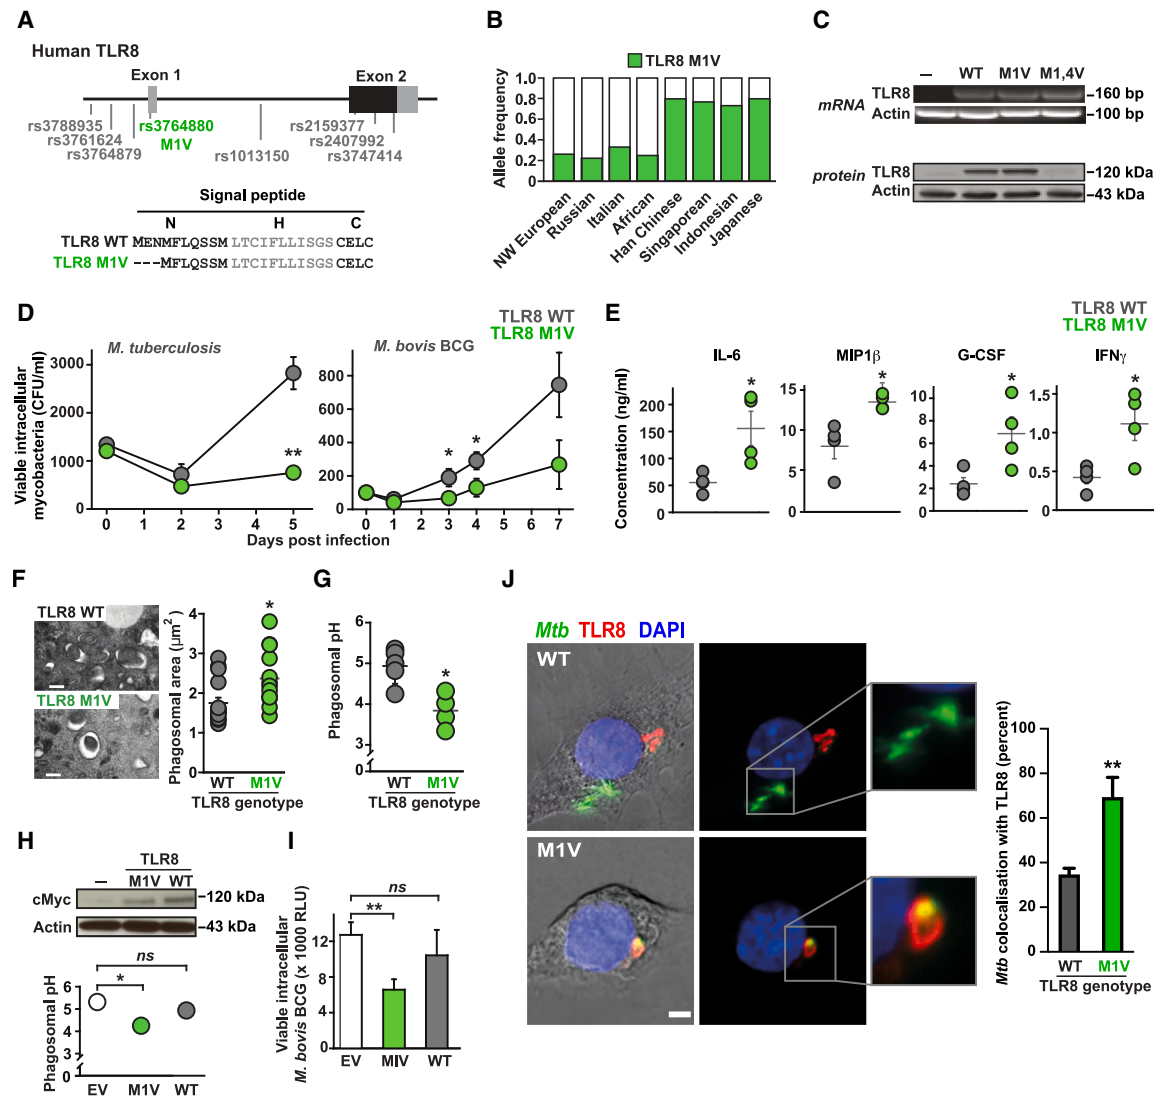 A
Human TLR8
Exon 1
Exon 2
rs3788935
rs3761624
rs3764879
rs3764880
M1V
rs1013150
rs2159377
rs2407992
rs3747414
Signal peptide
N H C
TLR8 WT MENMFLQSSM LTCIFLLISGS CELC
TLR8 M1V ---MFLQSSM LTCIFLLISGS CELC
B
TLR8 M1V
Allele frequency
1.0
0.8
0.6
0.4
0.2
0
NW European
Russian
Italian
African
Han Chinese
Singaporean
Indonesian
Japanese
C
– WT M1V M1,4V
mRNA
TLR8 –160 bp
Actin –100 bp
protein
TLR8 –120 kDa
Actin –43 kDa
D
TLR8 WT
TLR8 M1V
Viable intracellular
mycobacteria (CFU/ml)
M. tuberculosis
3000
2000
1000
0
**
0 1 2 3 4 5
M. bovis BCG
800
600
400
200
0
* *
0 1 2 3 4 5 7
Days post infection
E
TLR8 WT
TLR8 M1V
Concentration (ng/ml)
IL-6
*
200
150
100
50
0
MIP1β
*
15
10
5
0
G-CSF
*
10
8
6
4
2
0
IFNγ
*
1.5
1.0
0.5
0
F
TLR8 WT
TLR8 M1V
Phagosomal area (μm2)
*
4
3
2
1
0
WT M1V
TLR8 genotype
G
Phagosomal pH
*
6
5
4
3
0
WT M1V
TLR8 genotype
H
TLR8
– M1V WT
cMyc –120 kDa
Actin –43 kDa
Phagosomal pH
ns
*
5
4
3
0
EV M1V WT
I
Viable intracellular
M. bovis BCG (x 1000 RLU)
ns
**
12
8
4
0
EV MIV WT
J
Mtb TLR8 DAPI
WT
M1V
Mtb colocalisation with TLR8 (percent)
**
100
80
60
40
20
0
WT M1V
TLR8 genotype